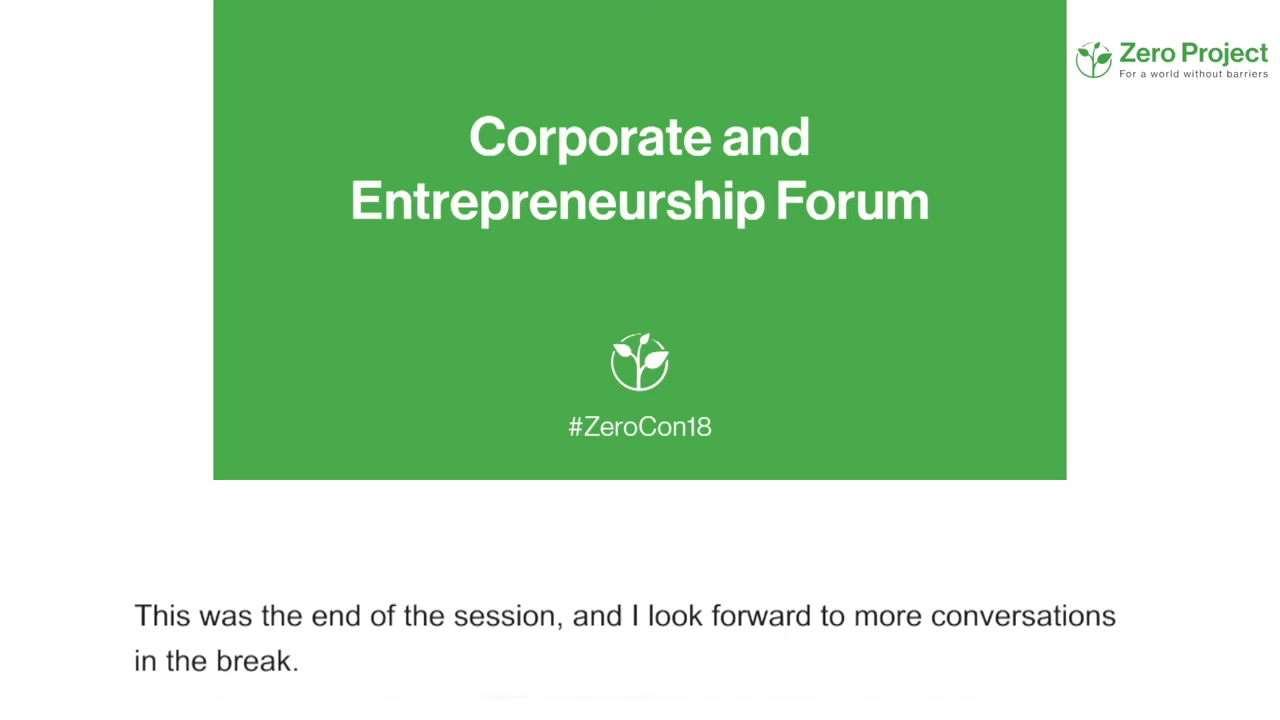 Corporate and
Entrepreneurship Forum
#ZeroCon18
Zero Project
For a world without barriers
This was the end of the session, and I look forward to more conversations
in the break.